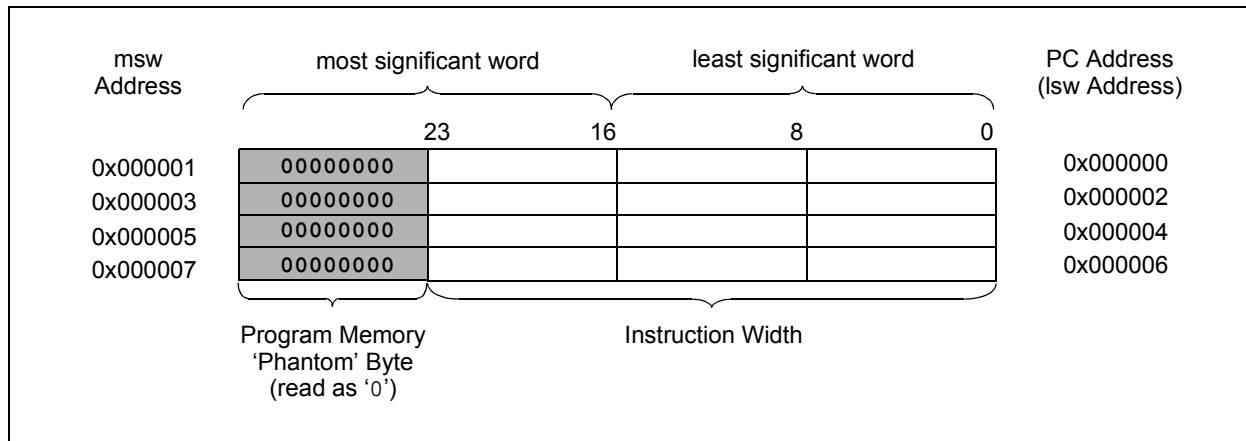 msw
Address
most significant word
least significant word
PC Address
(lsw Address)
23 16 8 0
0x000001 00000000 0x000000
0x000003 00000000 0x000002
0x000005 00000000 0x000004
0x000007 00000000 0x000006
Program Memory
‘Phantom’ Byte
(read as ‘0’)
Instruction Width